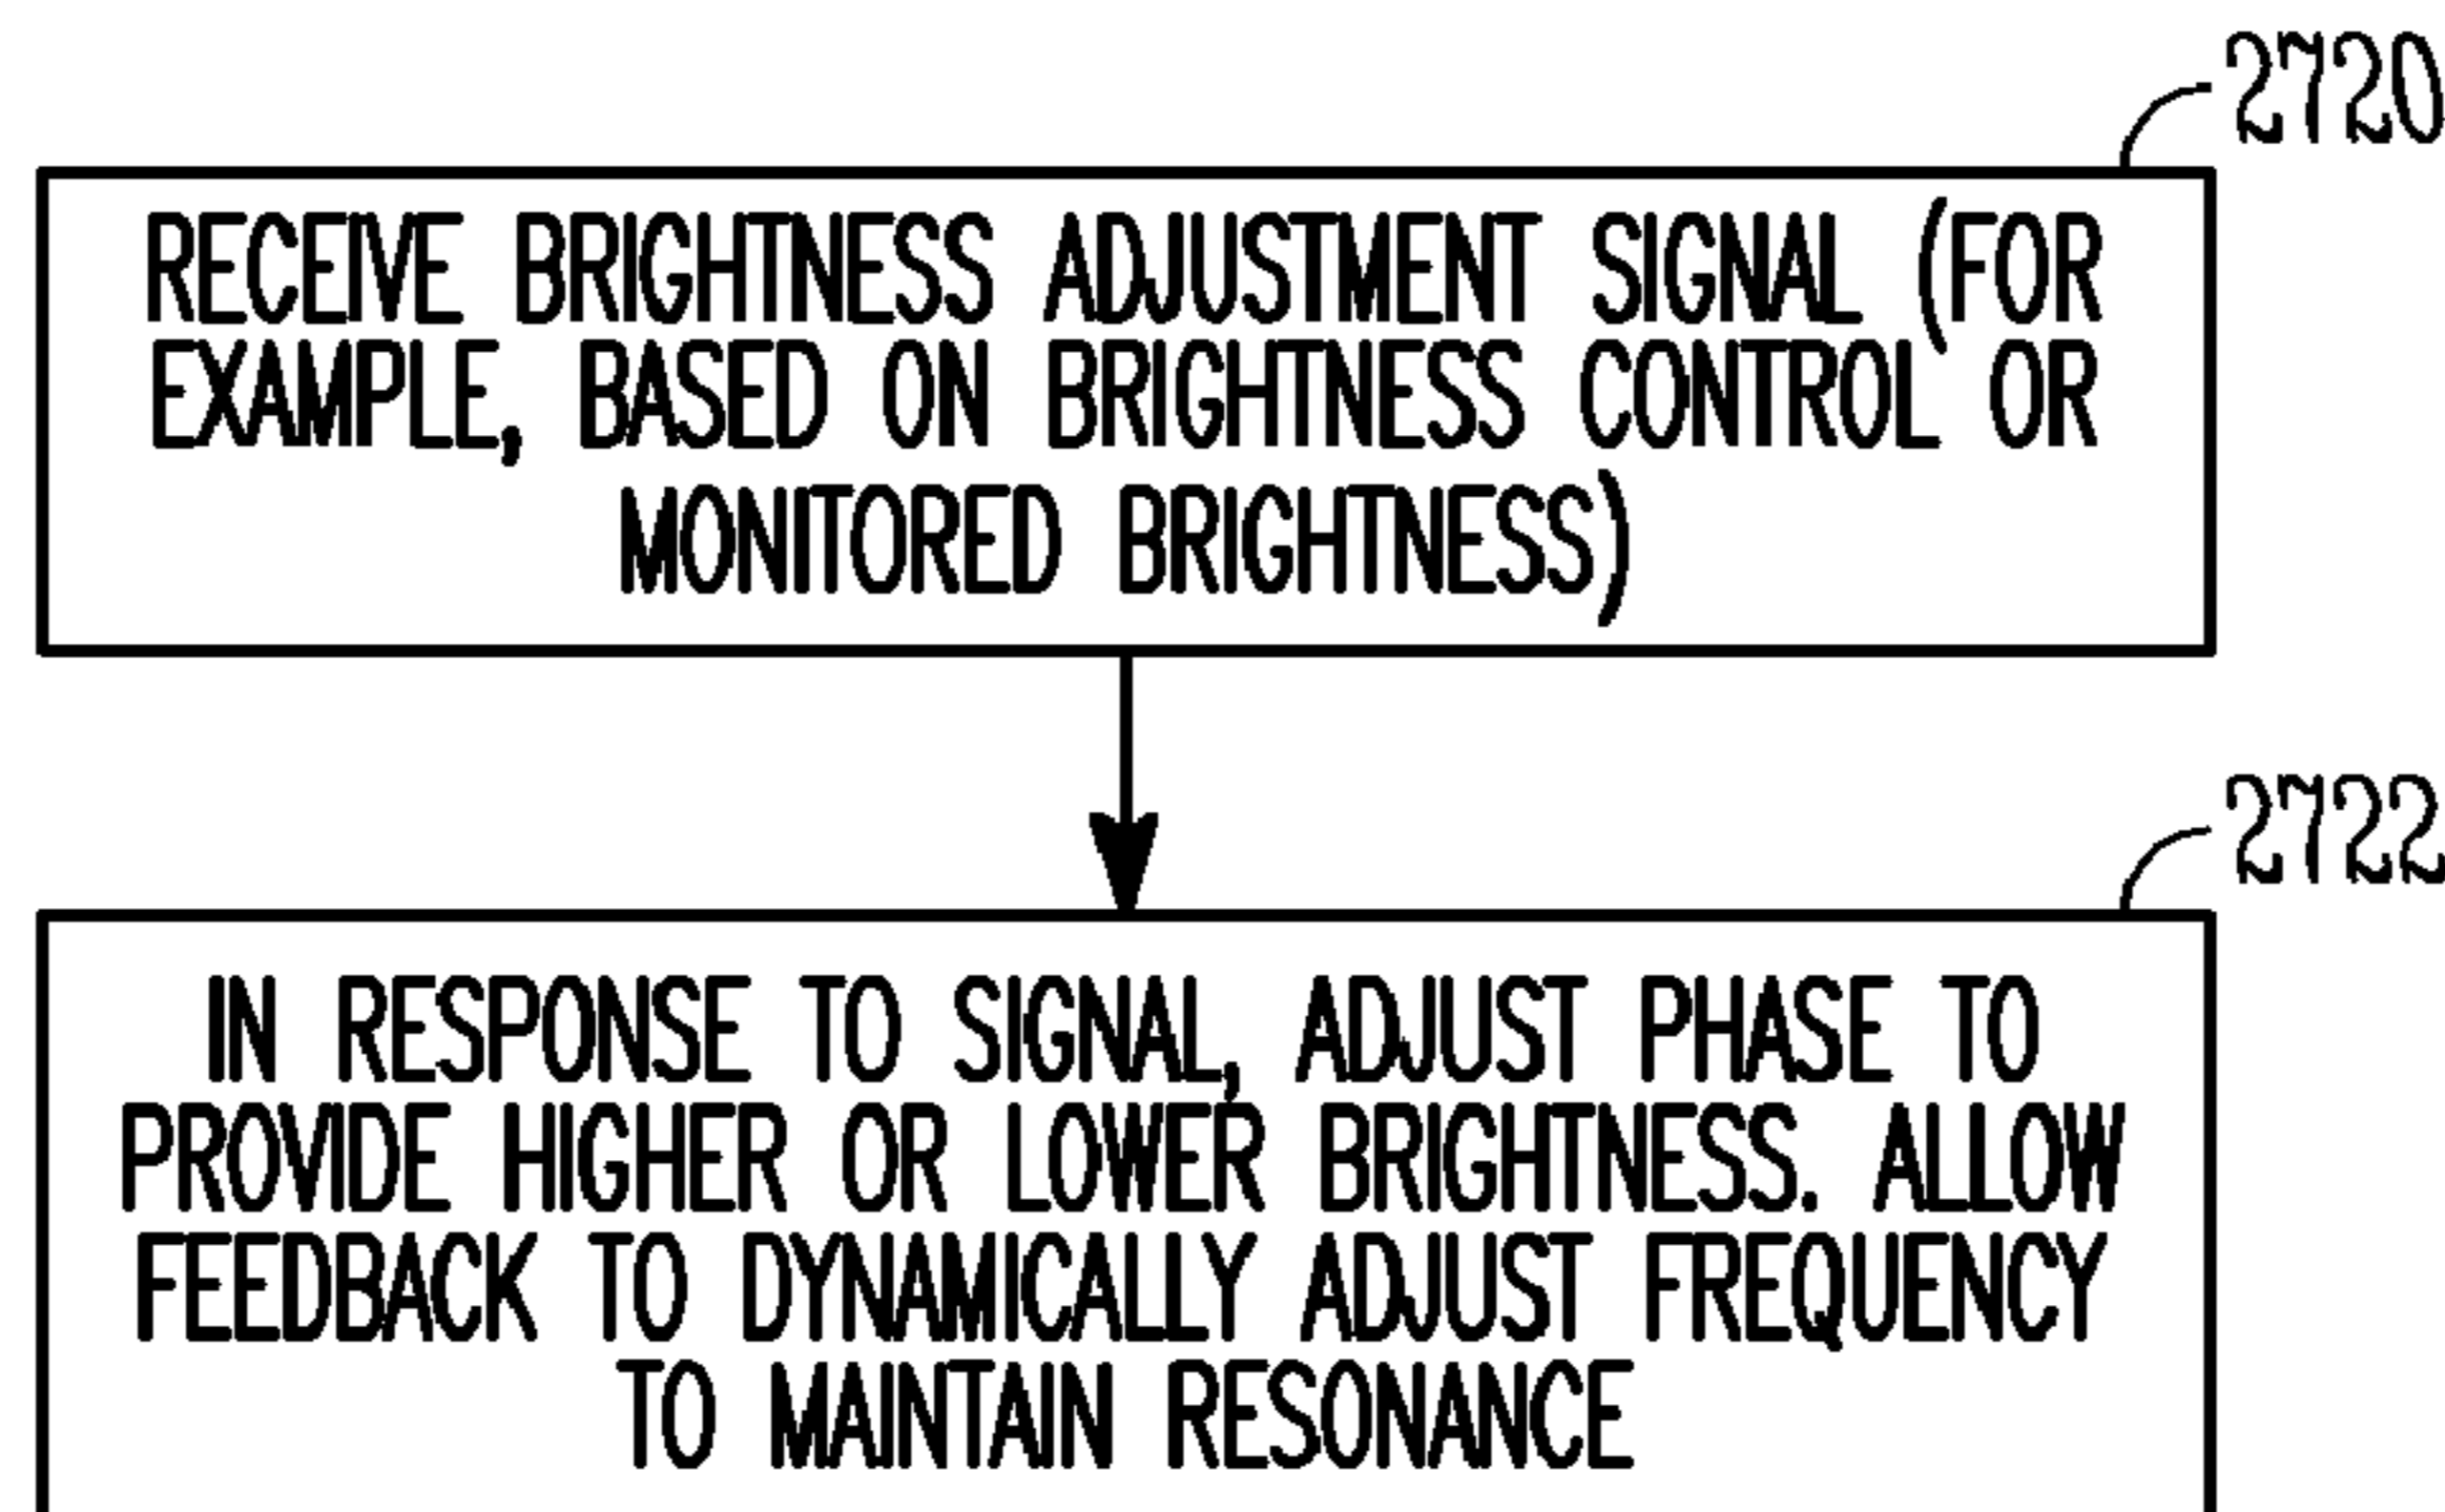 2720
RECEIVE BRIGHTNESS ADJUSTMENT SIGNAL (FOR
EXAMPLE, BASED ON BRIGHTNESS CONTROL OR
MONITORED BRIGHTNESS)
2722
IN RESPONSE TO SIGNAL, ADJUST PHASE TO
PROVIDE HIGHER OR LOWER BRIGHTNESS. ALLOW
FEEDBACK TO DYNAMICALLY ADJUST FREQUENCY
TO MAINTAIN RESONANCE